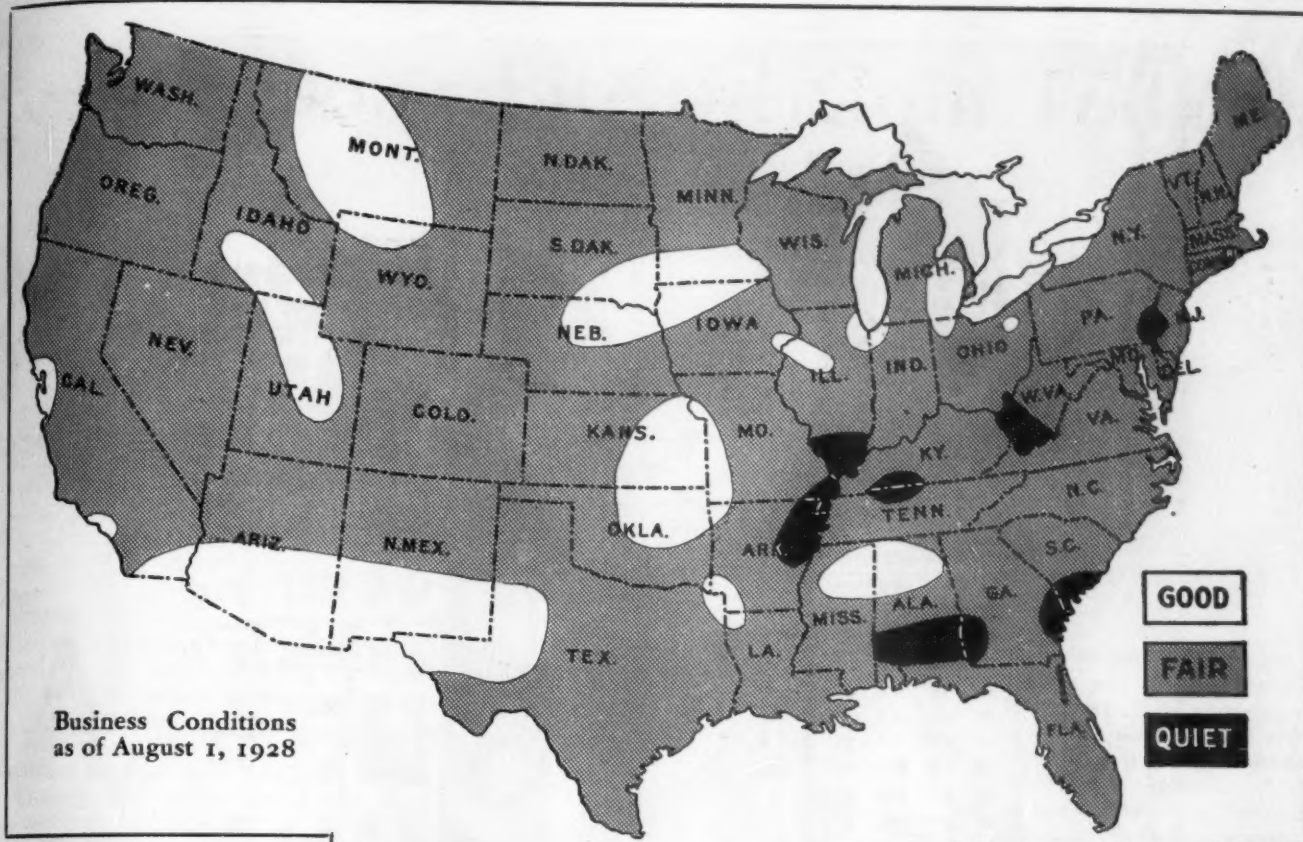 WASH.
MONT.
N.DAK.
MINN.
ME.
OREG.
IDAHO
S.DAK.
WIS.
MICH.
VT.
N.H.
N.Y.
MASS.
WYO.
NEB.
IOWA
PA.
N.J.
NEV.
CAL.
UTAH
COLO.
KANS.
MO.
ILL.
IND.
OHIO
MD.
DEL.
W.VA.
VA.
KY.
ARIZ.
N.MEX.
OKLA.
ARK.
TENN.
N.C.
S.C.
TEX.
LA.
MISS.
ALA.
GA.
FLA.
GOOD
FAIR
QUIET
Business Conditions
as of August 1, 1928